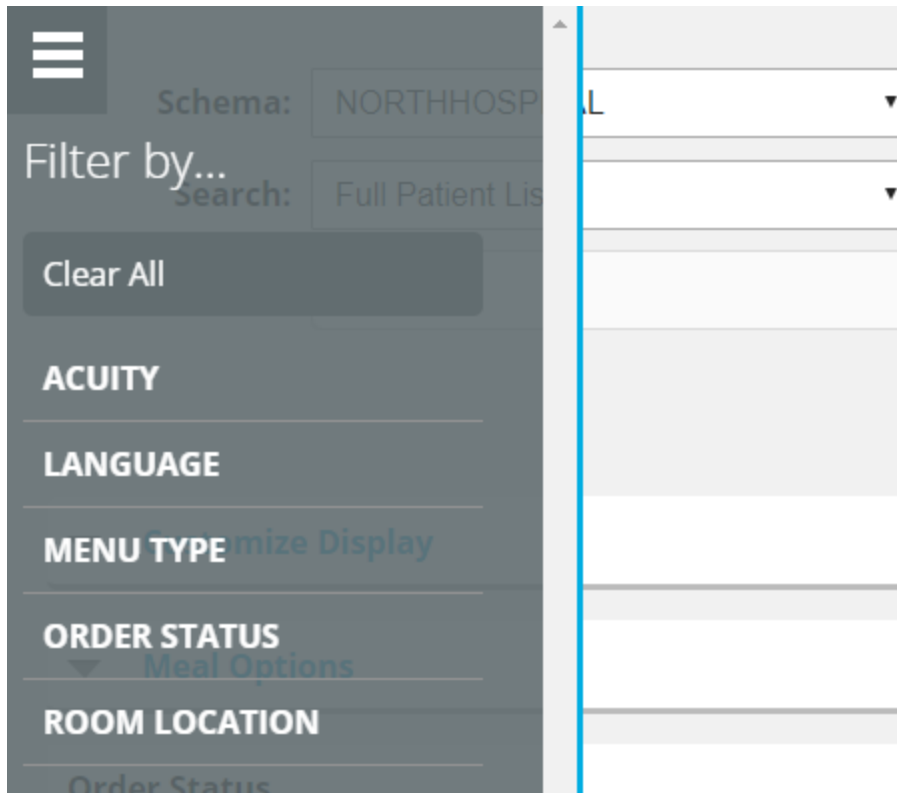 Schema: NORTHHOSP AL
Filter by...
Search: Full Patient Lis
Clear All
ACUITY
LANGUAGE
Customize Display
MENU TYPE
ORDER STATUS
Meal Options
ROOM LOCATION
Order Status